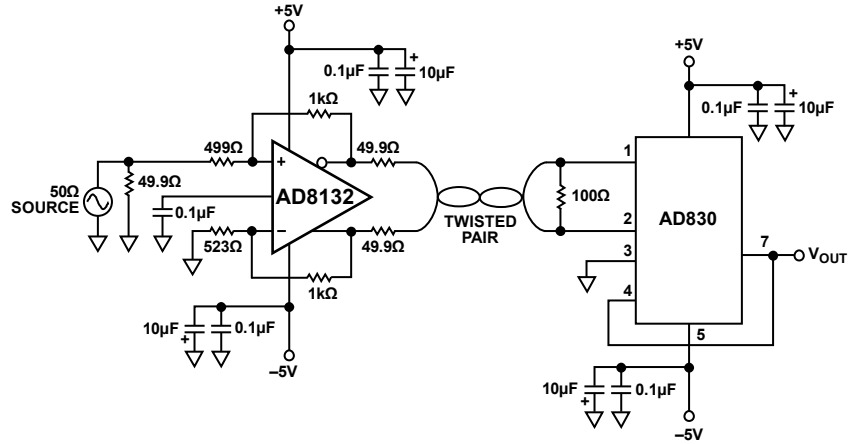 +5V
0.1µF
+
10µF
1kΩ
499Ω
49.9Ω
+
AD8132
–
50Ω
SOURCE
49.9Ω
0.1µF
523Ω
49.9Ω
1kΩ
10µF
+
0.1µF
–5V
TWISTED
PAIR
100Ω
+5V
0.1µF
+
10µF
1
2
3
4
AD830
7
VOUT
5
10µF
+
0.1µF
–5V